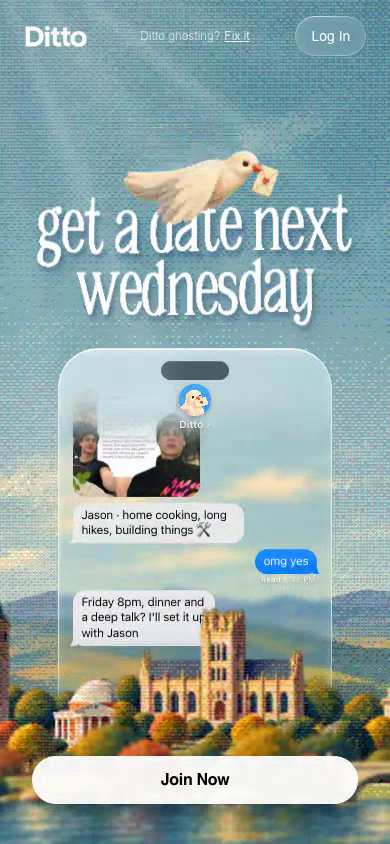 Ditto
Ditto ghosting? Fix it
Log In
get a date next
wednesday
Ditto
Jason · home cooking, long
hikes, building things 🛠️
omg yes
Read PM
Friday 8pm, dinner and
a deep talk? I'll set it up
with Jason
Join Now